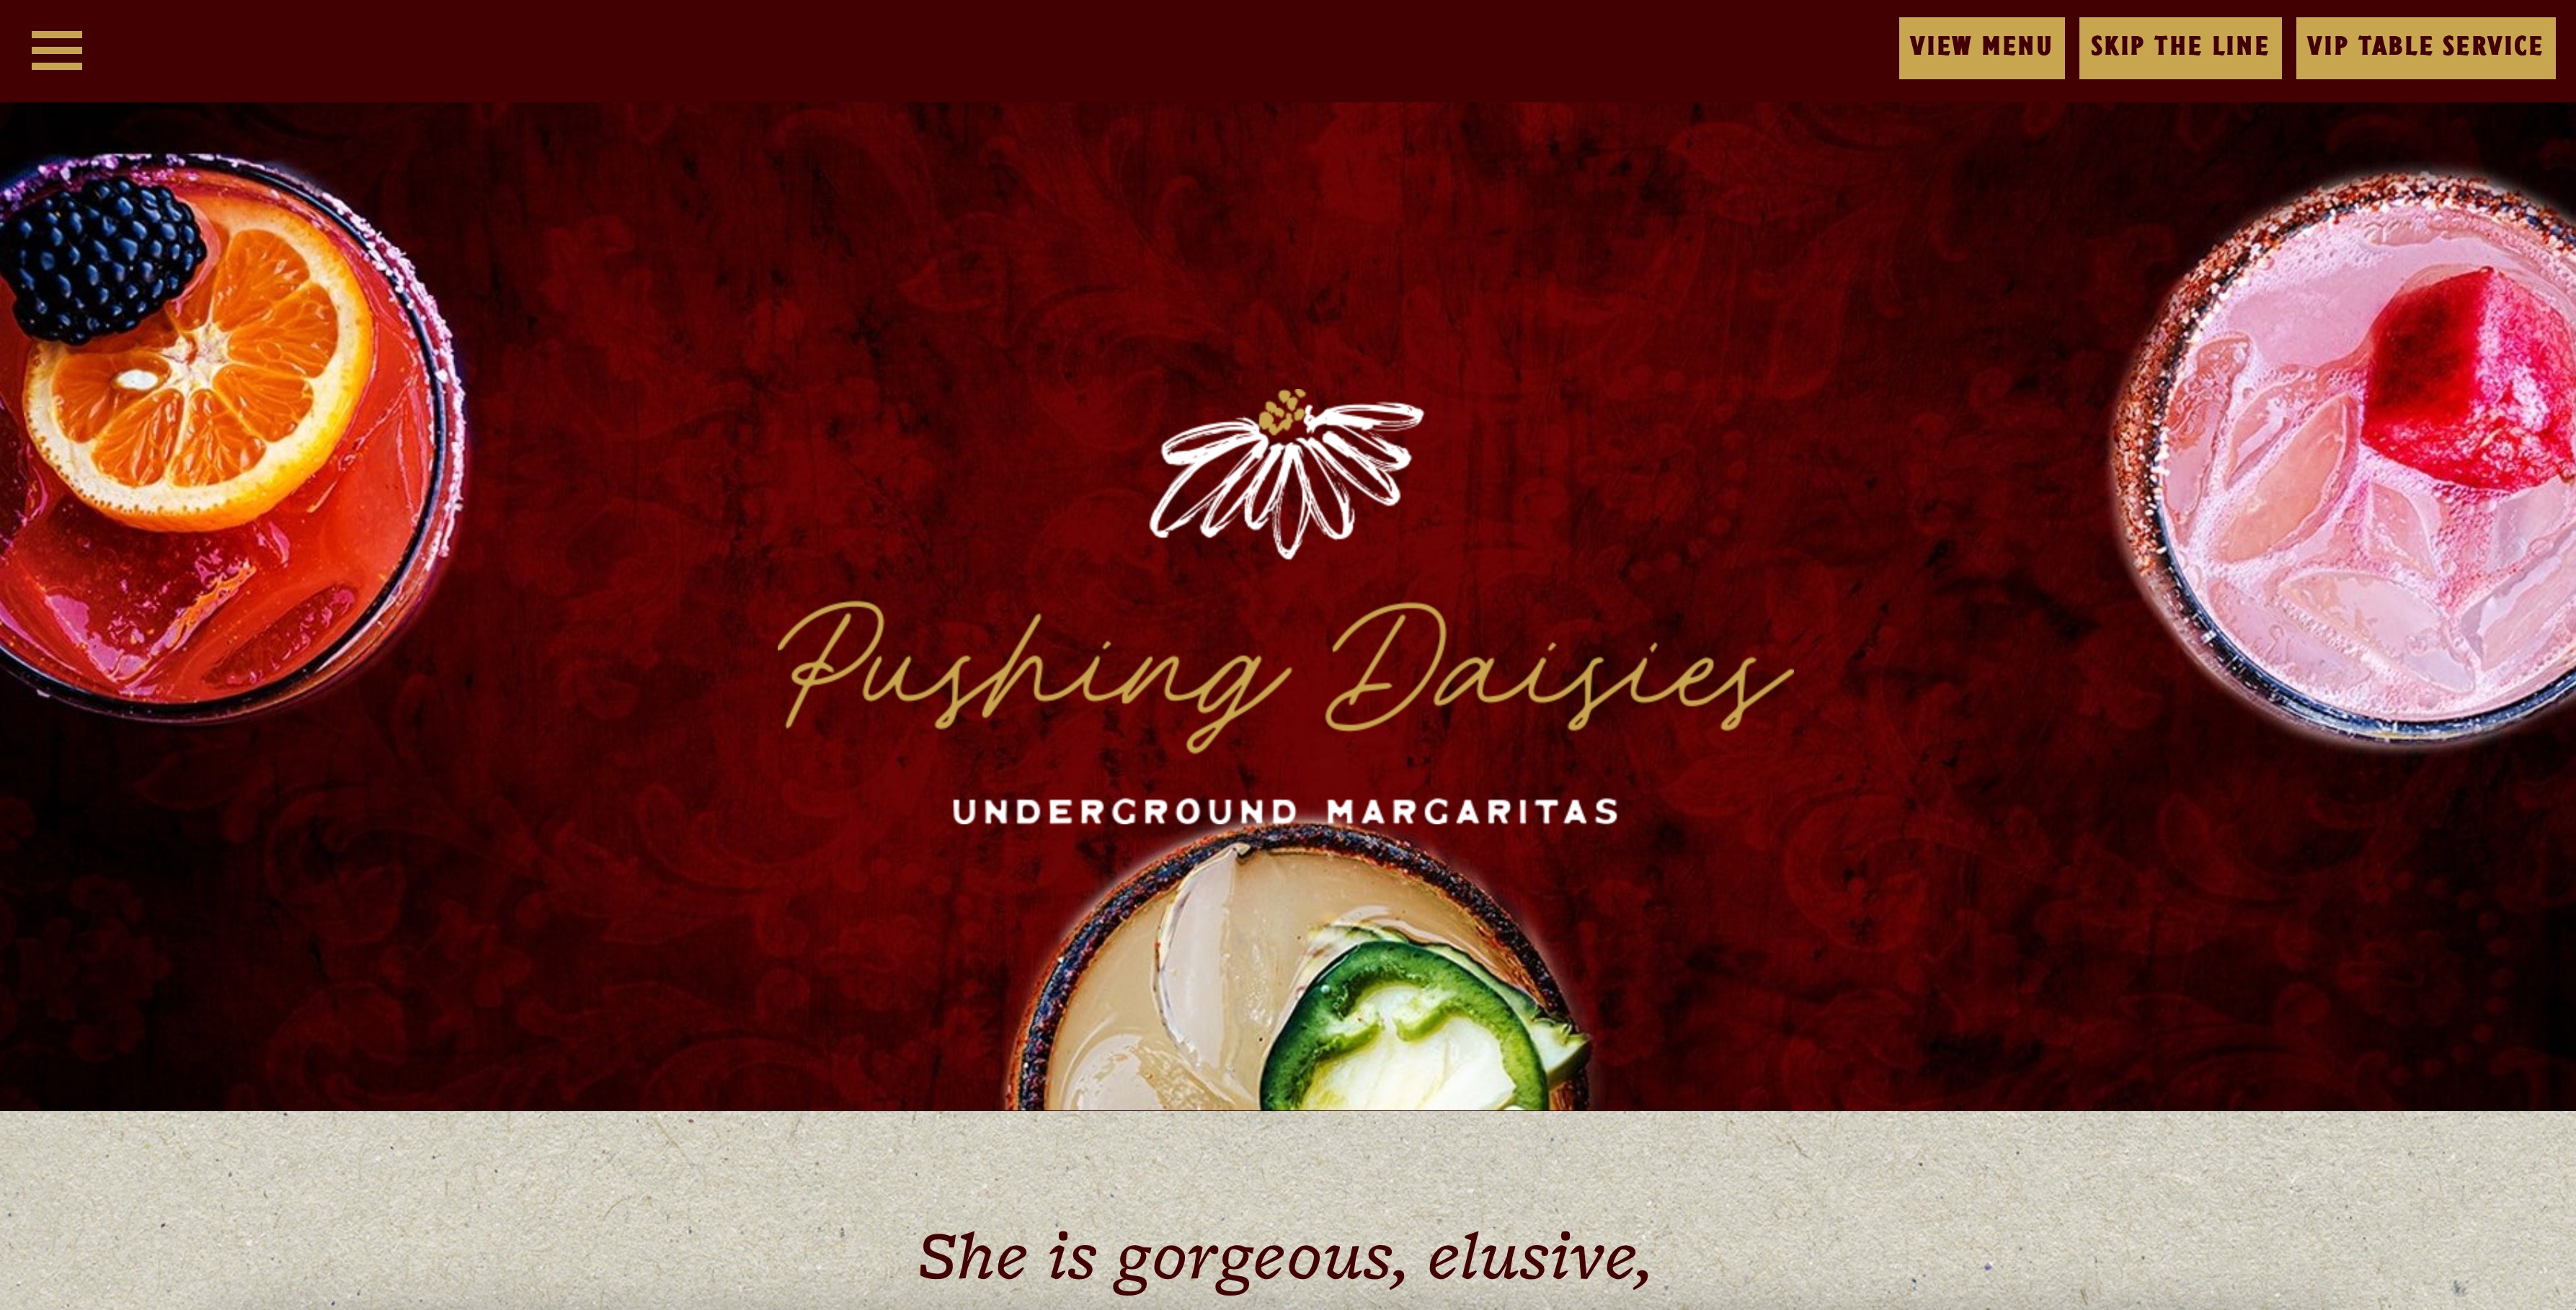 VIEW MENU
SKIP THE LINE
VIP TABLE SERVICE
Pushing Daisies
UNDERGROUND MARGARITAS
She is gorgeous, elusive,